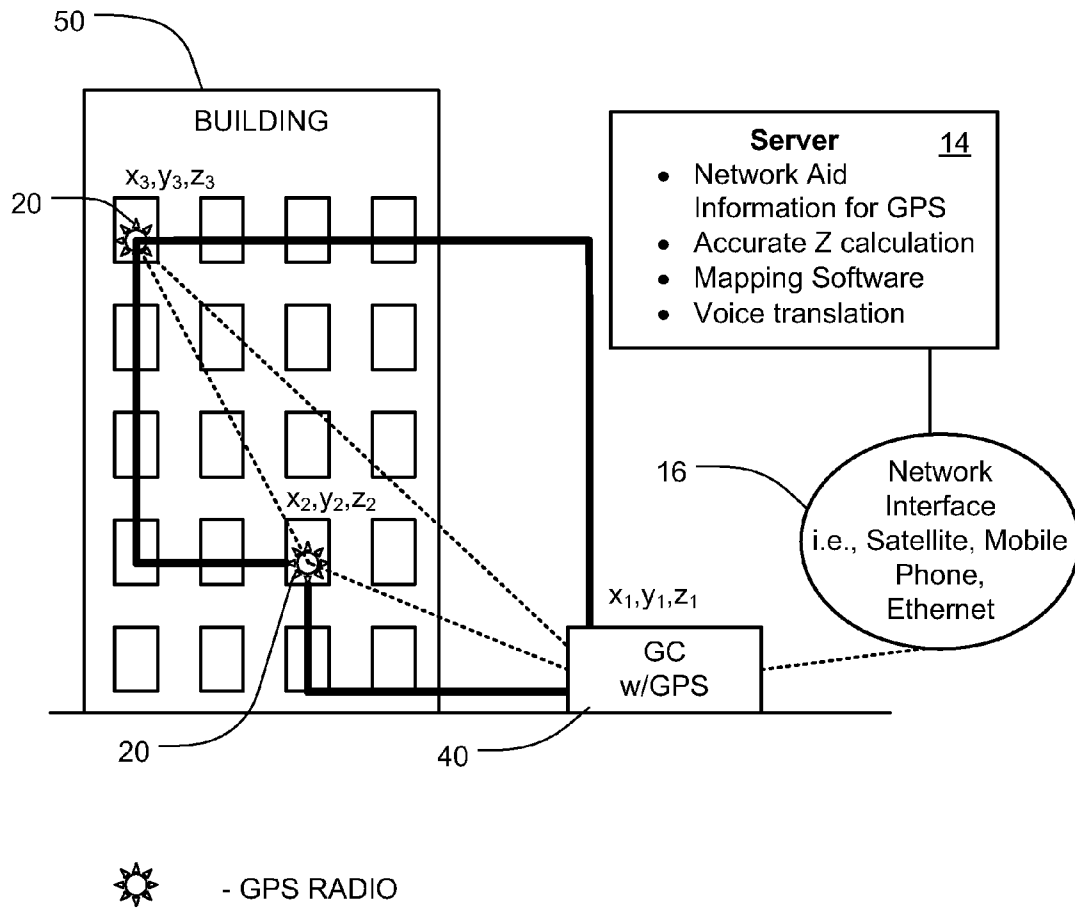 50
BUILDING
x₃,y₃,z₃
20
Server 14
• Network Aid
Information for GPS
• Accurate Z calculation
• Mapping Software
• Voice translation
16
Network
Interface
i.e., Satellite, Mobile
Phone,
Ethernet
x₂,y₂,z₂
x₁,y₁,z₁
GC
w/GPS
20
40
- GPS RADIO